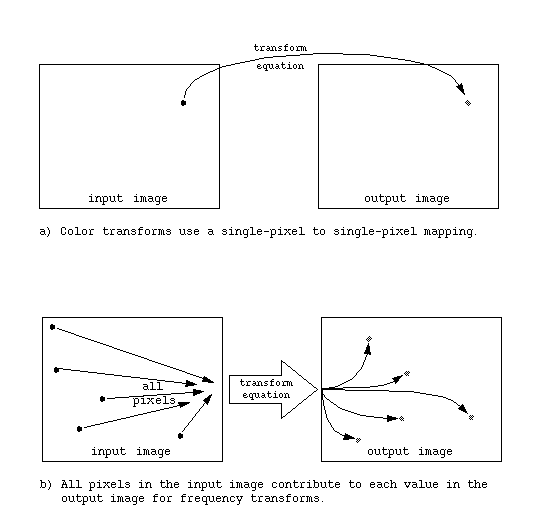 transform
equation
input image
output image
a) Color transforms use a single-pixel to single-pixel mapping.
all
pixels
transform
equation
input image
output image
b) All pixels in the input image contribute to each value in the
output image for frequency transforms.